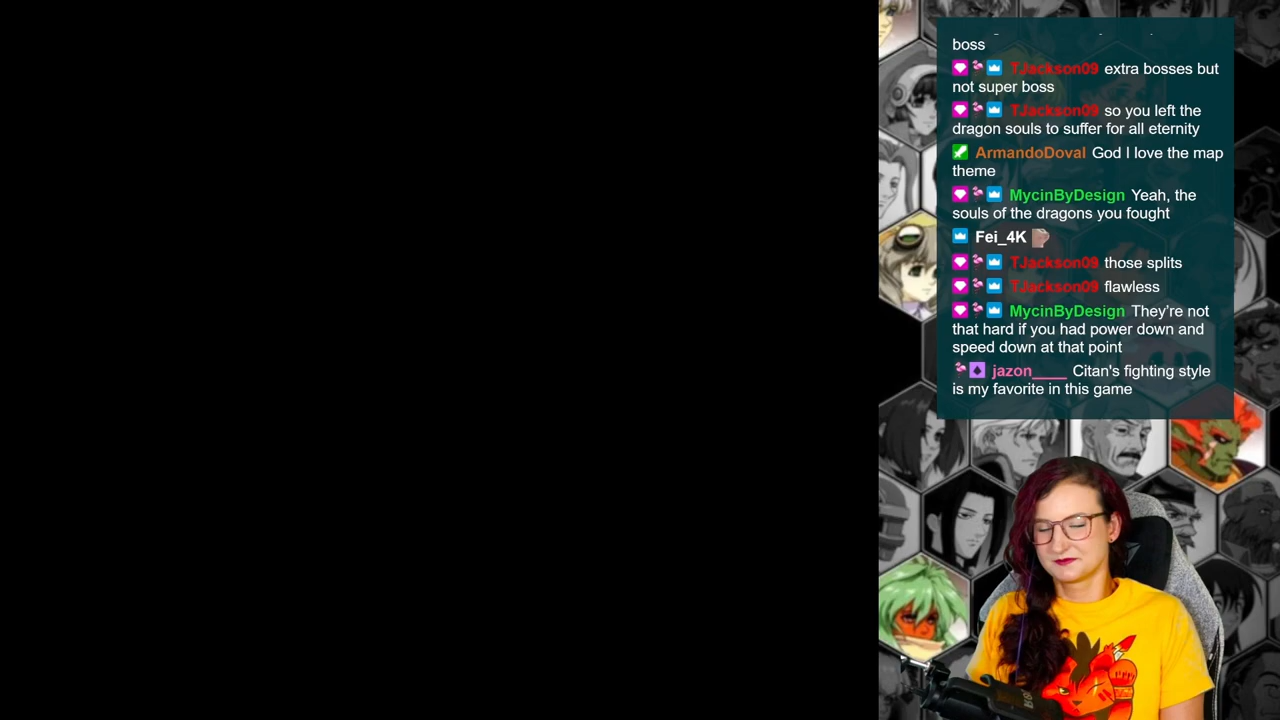 boss
TJackson09 extra bosses but
not super boss
TJackson09 so you left the
dragon souls to suffer for all eternity
ArmandoDoval God I love the map
theme
MycinByDesign Yeah, the
souls of the dragons you fought
Fei_4K
TJackson09 those splits
TJackson09 flawless
MycinByDesign They're not
that hard if you had power down and
speed down at that point
jazon____ Citan's fighting style
is my favorite in this game